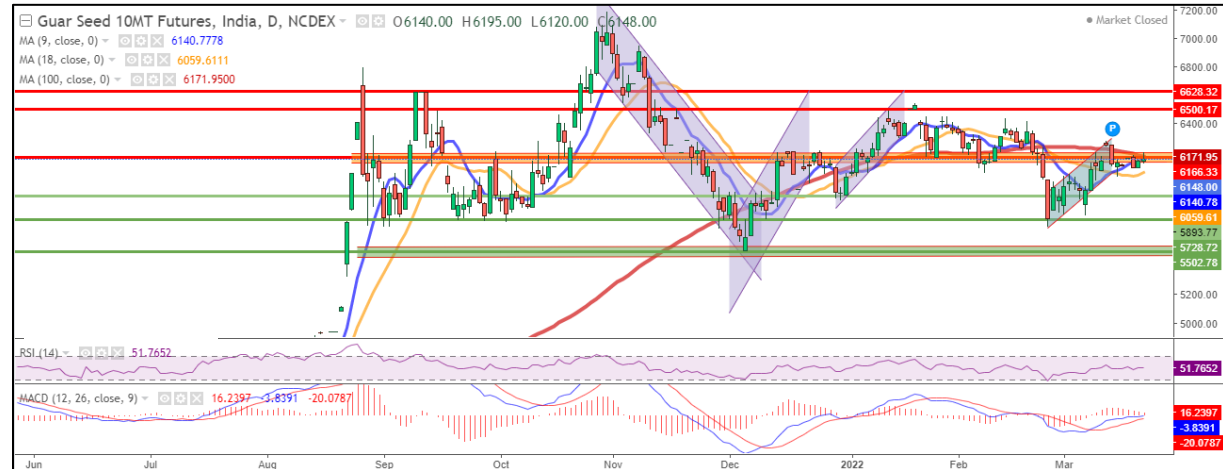 Guar Seed 10MT Futures, India, D, NCDEX O6140.00 H6195.00 L6120.00 C6148.00
Market Closed
MA (9, close, 0) 6140.7778
MA (18, close, 0) 6059.6111
MA (100, close, 0) 6171.9500
7200.00
7000.00
6800.00
6628.32
6500.17
6400.00
P
6171.95
6166.33
6148.00
6140.78
6059.61
5893.77
5728.72
5502.78
5200.00
5000.00
RSI (14) 51.7652
51.7652
MACD (12, 26, close, 9) 16.2397 -3.8391 -20.0787
16.2397
-3.8391
-20.0787
Jun Jul Aug Sep Oct Nov Dec 2022 Feb Mar